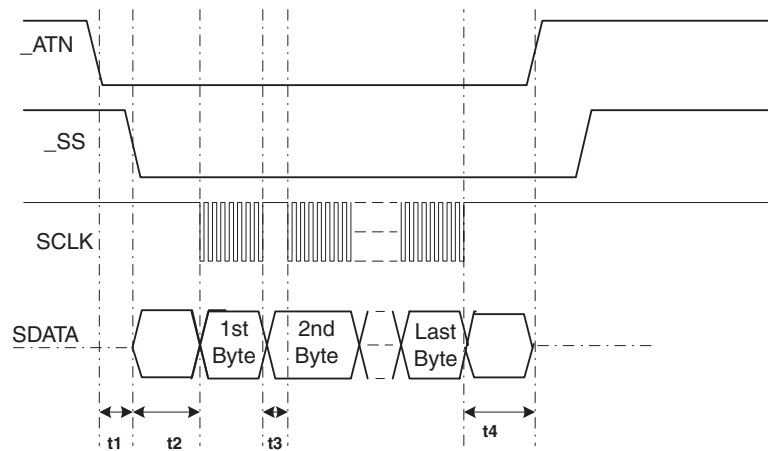 _ATN
_SS
SCLK
SDATA
1st
Byte
2nd
Byte
Last
Byte
t1
t2
t3
t4